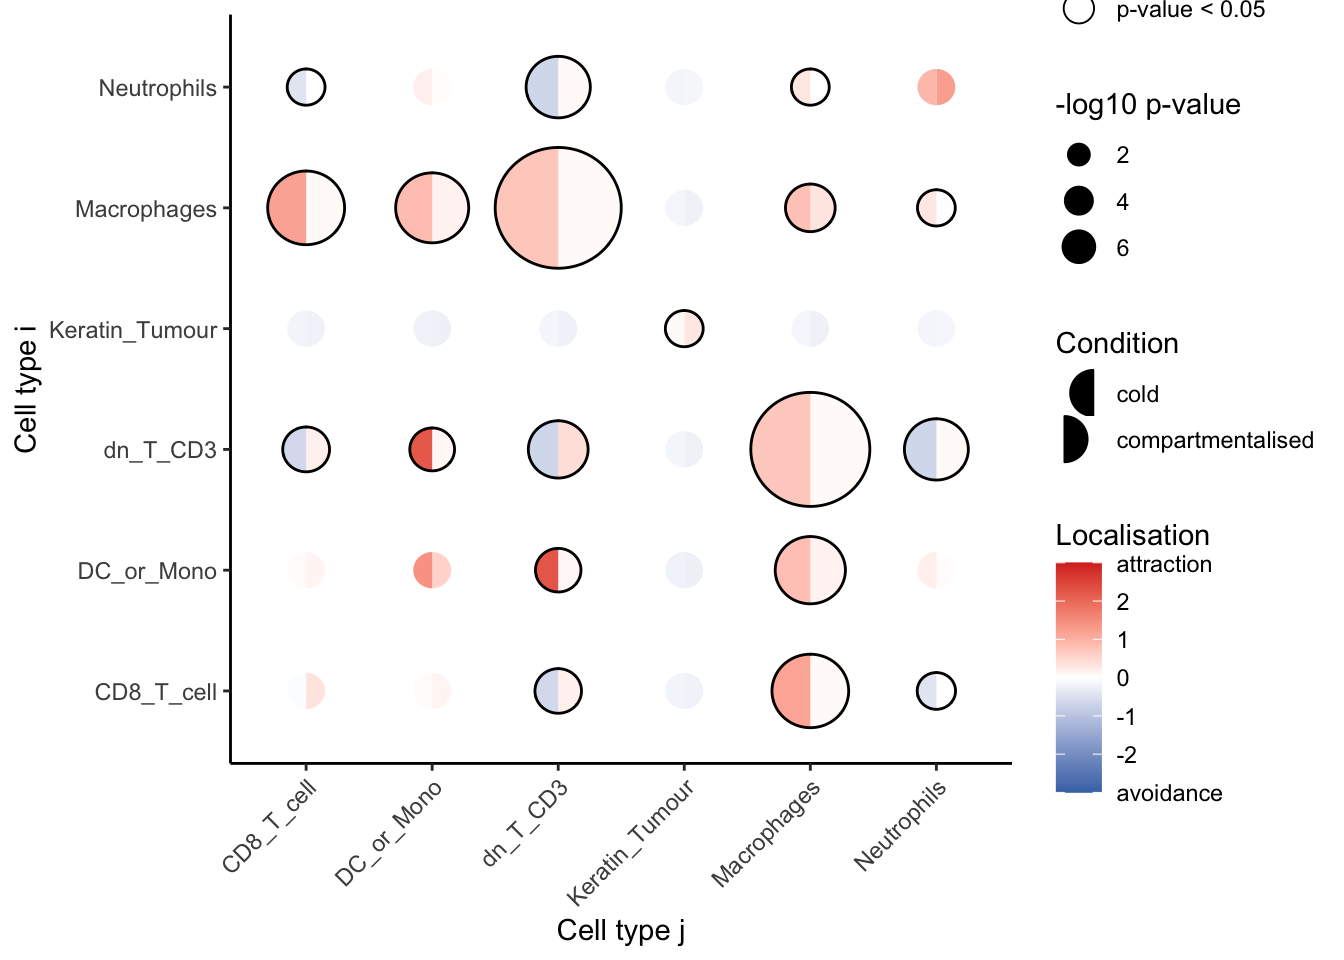 p-value < 0.05
-log10 p-value
2
4
6
Condition
cold
compartmentalised
Localisation
attraction
2
1
0
-1
-2
avoidance
Cell type i
Neutrophils
Macrophages
Keratin_Tumour
dn_T_CD3
DC_or_Mono
CD8_T_cell
CD8_T_cell
DC_or_Mono
dn_T_CD3
Keratin_Tumour
Macrophages
Neutrophils
Cell type j